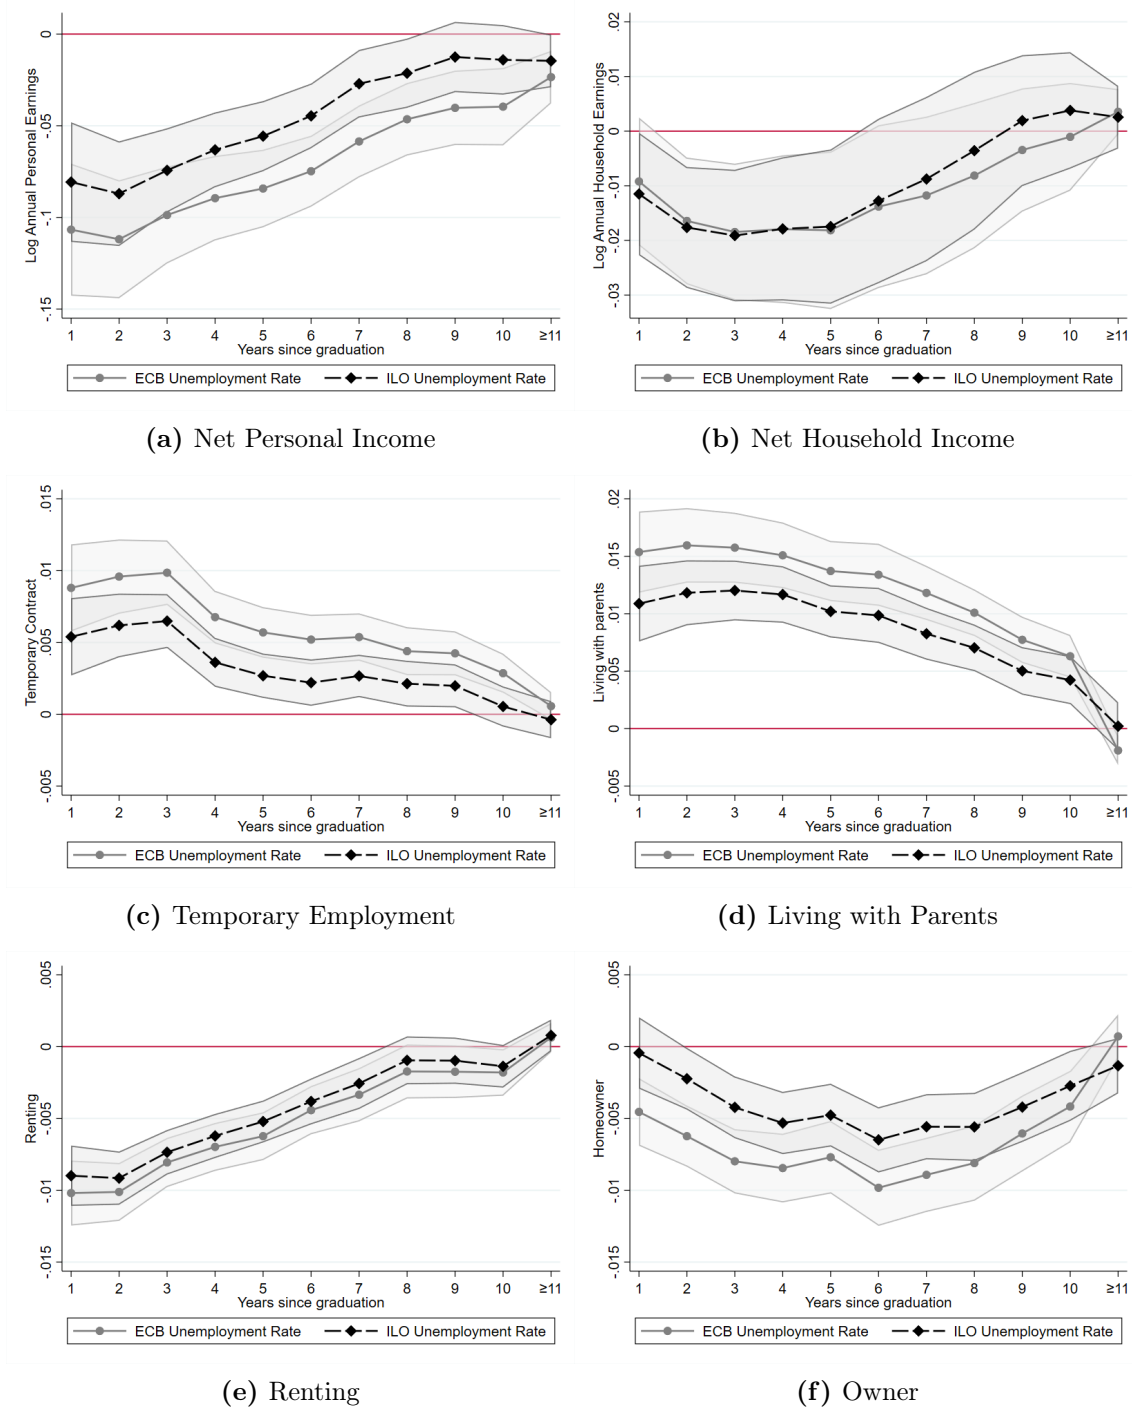 Log Annual Personal Earnings
0
-.05
-.1
-.15
1 2 3 4 5 6 7 8 9 10 ≥11
Years since graduation
ECB Unemployment Rate ILO Unemployment Rate
(a) Net Personal Income
Log Annual Household Earnings
.02
.01
0
-.01
-.02
-.03
1 2 3 4 5 6 7 8 9 10 ≥11
Years since graduation
ECB Unemployment Rate ILO Unemployment Rate
(b) Net Household Income
Temporary Contract
.015
.01
.005
0
-.005
1 2 3 4 5 6 7 8 9 10 ≥11
Years since graduation
ECB Unemployment Rate ILO Unemployment Rate
(c) Temporary Employment
Living with parents
.02
.015
.01
.005
0
-.005
1 2 3 4 5 6 7 8 9 10 ≥11
Years since graduation
ECB Unemployment Rate ILO Unemployment Rate
(d) Living with Parents
Renting
.005
0
-.005
-.01
-.015
1 2 3 4 5 6 7 8 9 10 ≥11
Years since graduation
ECB Unemployment Rate ILO Unemployment Rate
(e) Renting
Homeowner
.005
0
-.005
-.01
-.015
1 2 3 4 5 6 7 8 9 10 ≥11
Years since graduation
ECB Unemployment Rate ILO Unemployment Rate
(f) Owner